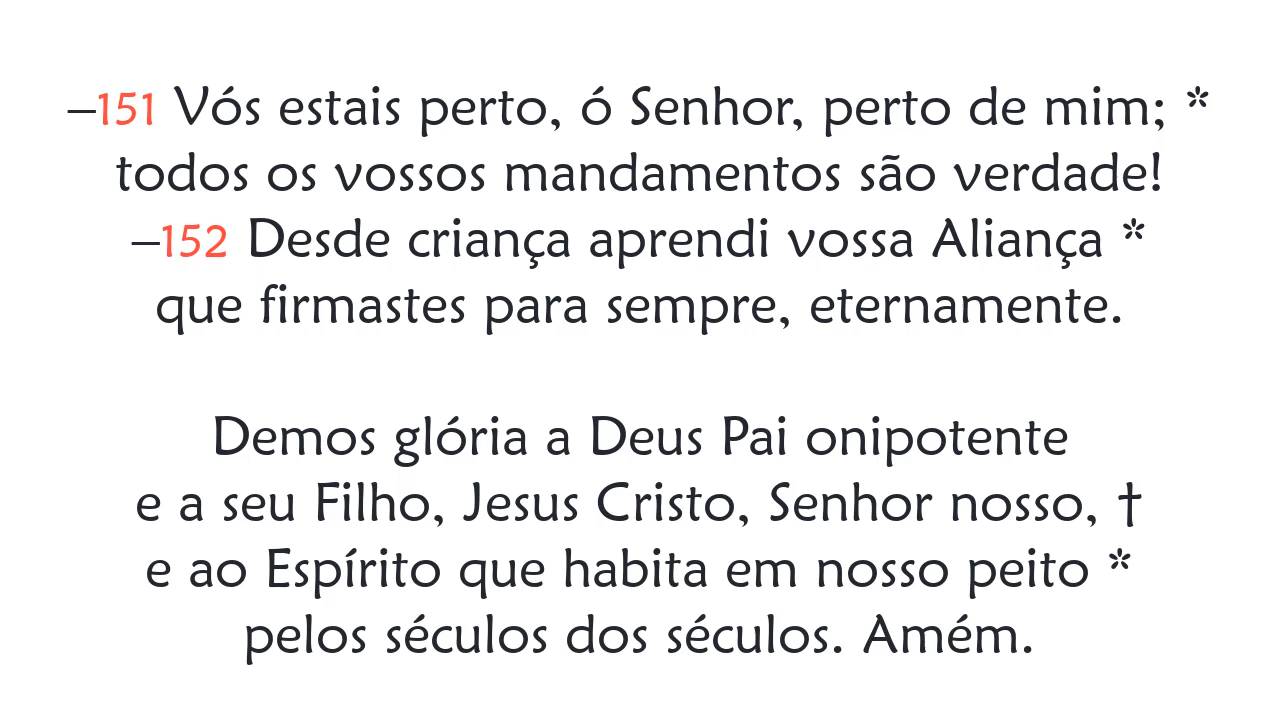 –151 Vós estais perto, ó Senhor, perto de mim; *
todos os vossos mandamentos são verdade!
–152 Desde criança aprendi vossa Aliança *
que firmastes para sempre, eternamente.
Demos glória a Deus Pai onipotente
e a seu Filho, Jesus Cristo, Senhor nosso, †
e ao Espírito que habita em nosso peito *
pelos séculos dos séculos. Amém.